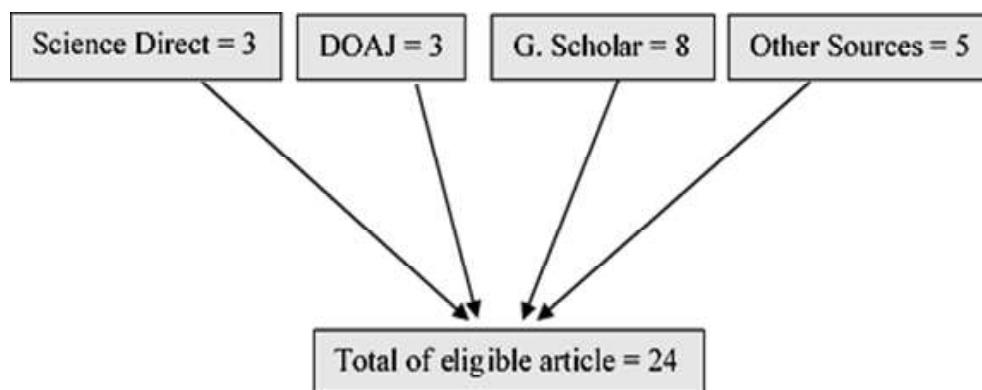 Science Direct = 3
DOAJ = 3
G. Scholar = 8
Other Sources = 5
Total of eligible article = 24